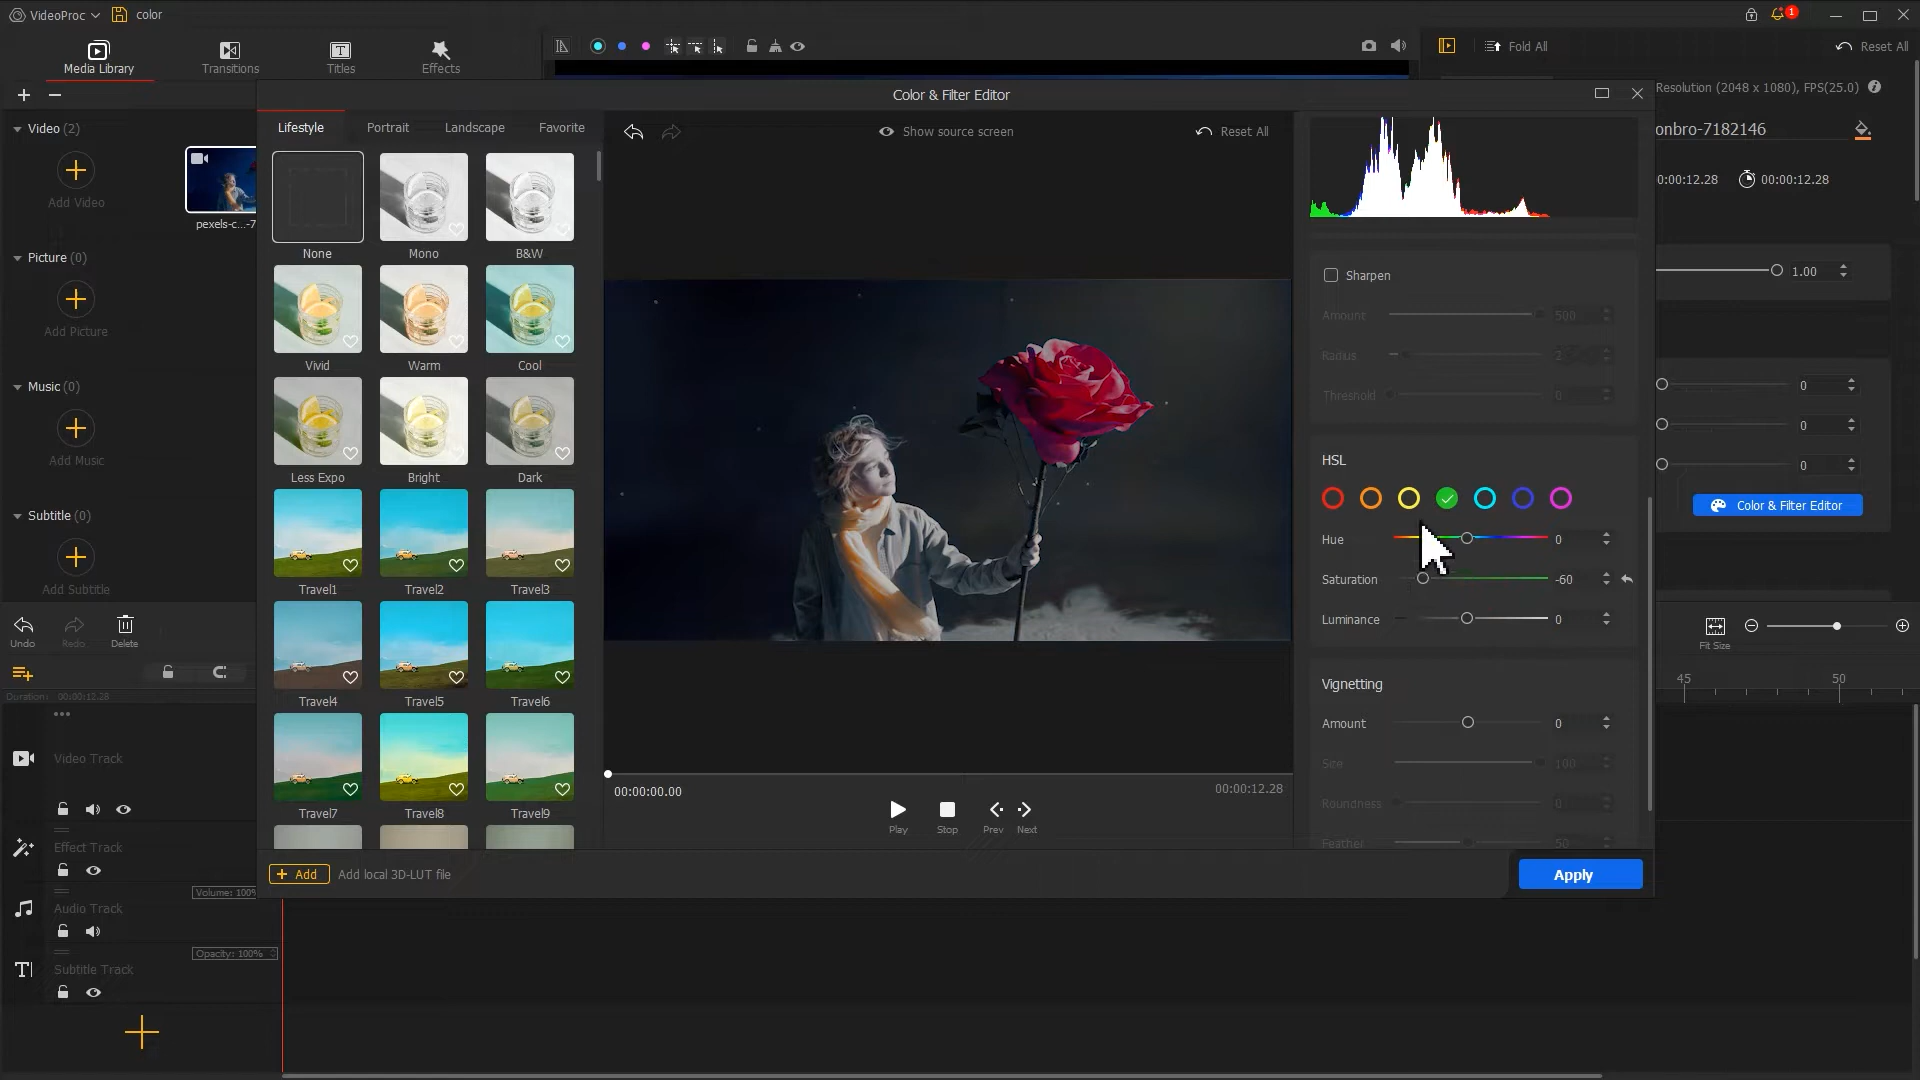 VideoProc
color
1
Media Library
Transitions
Titles
Effects
Fold All
Reset All
Color & Filter Editor
Resolution (2048 x 1080), FPS(25.0)
Lifestyle
Portrait
Landscape
Favorite
Show source screen
Reset All
Video (2)
Add Video
pexels-c...-7
onbro-7182146
0:00:12.28
00:00:12.28
None
Mono
B&W
Picture (0)
Add Picture
Sharpen
1.00
Amount
500
Radius
2
Threshold
0
Vivid
Warm
Cool
Music (0)
Add Music
0
0
0
HSL
Less Expo
Bright
Dark
Color & Filter Editor
Subtitle (0)
Add Subtitle
Hue
0
Saturation
-60
Luminance
0
Travel1
Travel2
Travel3
Undo
Redo
Delete
Fit Size
Duration: 00:00:12.28
45
50
Travel4
Travel5
Travel6
Vignetting
Amount
0
Size
100
Roundness
0
Feather
50
Video Track
Travel7
Travel8
Travel9
00:00:00.00
00:00:12.28
Play
Stop
Prev
Next
Effect Track
Add
Add local 3D-LUT file
Apply
Volume: 100%
Audio Track
Opacity: 100%
Subtitle Track